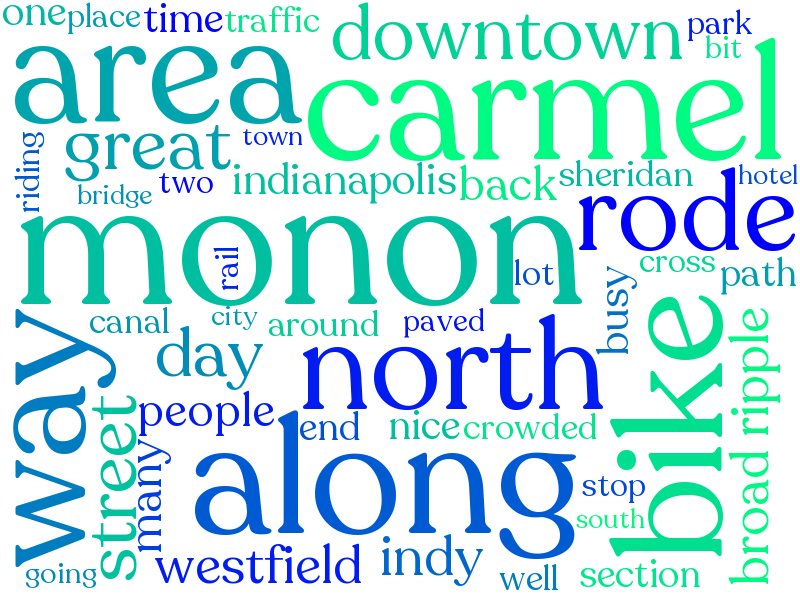 one place time traffic park
downtown bit
area carmel
great town
riding two indianapolis back sheridan hotel
bridge rode
monon
rail lot cross path
canal city around paved busy
way day north bike
street people end nice crowded broad ripple
many along stop
south
westfield indy section
going well